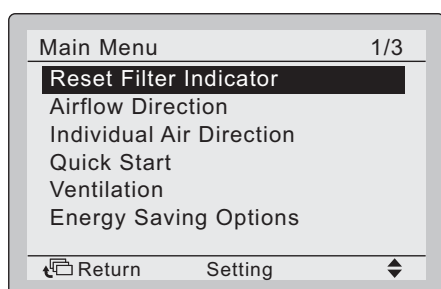 Main Menu 1/3
Reset Filter Indicator
Airflow Direction
Individual Air Direction
Quick Start
Ventilation
Energy Saving Options
Return Setting